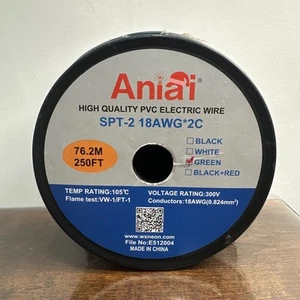 Aniai
HIGH QUALITY PVC ELECTRIC WIRE
SPT-2 18AWG*2C
76.2M
250FT
BLACK
WHITE
GREEN
BLACK+RED
TEMP RATING:105℃
VOLTAGE RATING:300V
Flame test:VW-1/FT-1
Conductors:18AWG(0.824mm²)
www.wxneon.com
File No:E512004
MADE IN CHINA